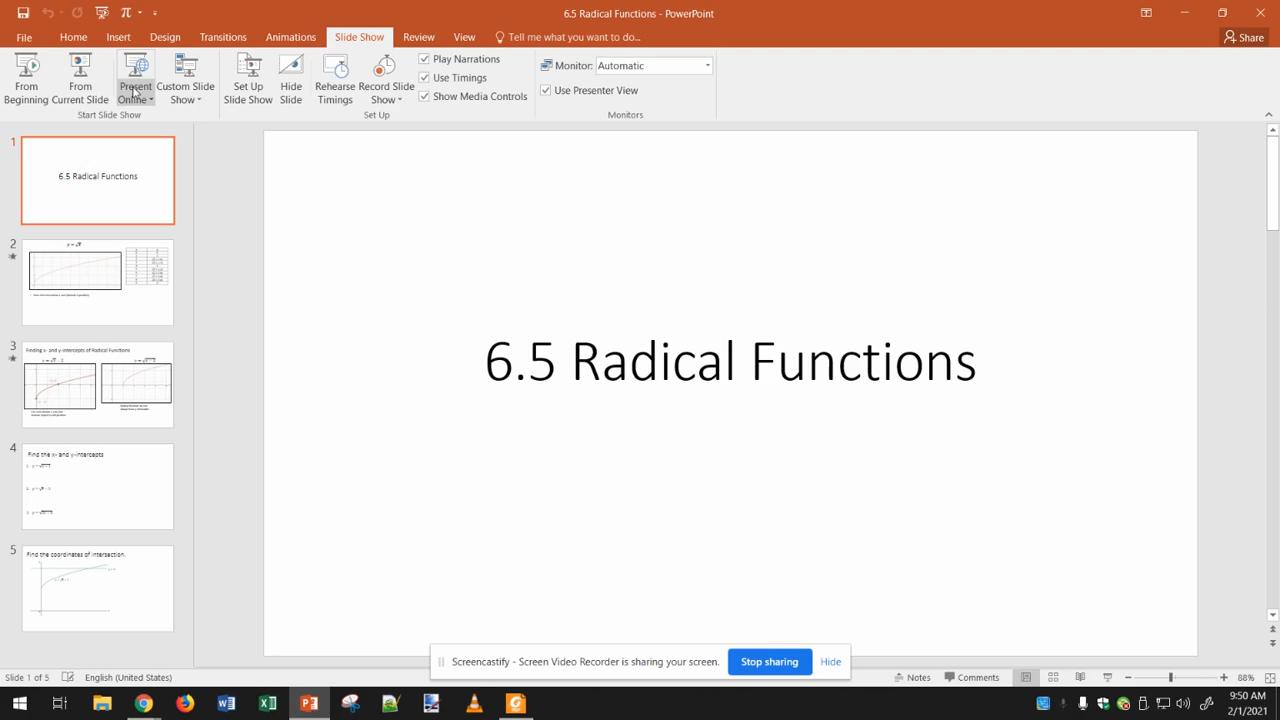 6.5 Radical Functions - PowerPoint
File Home Insert Design Transitions Animations Slide Show Review View Tell me what you want to do... Share
From Beginning
From Current Slide
Present Online
Custom Slide Show
Set Up Slide Show
Hide Slide
Rehearse Timings
Record Slide Show
Play Narrations
Use Timings
Show Media Controls
Monitor: Automatic
Use Presenter View
Start Slide Show Set Up Monitors
1
6.5 Radical Functions
2
3
Finding x- and y-intercepts of Radical Functions
4
Find the x- and y-intercepts
5
Find the coordinates of intersection.
6.5 Radical Functions
Screencastify - Screen Video Recorder is sharing your screen. Stop sharing Hide
Slide 1 of 5 English (United States) Notes Comments 88%
9:50 AM
2/1/2021